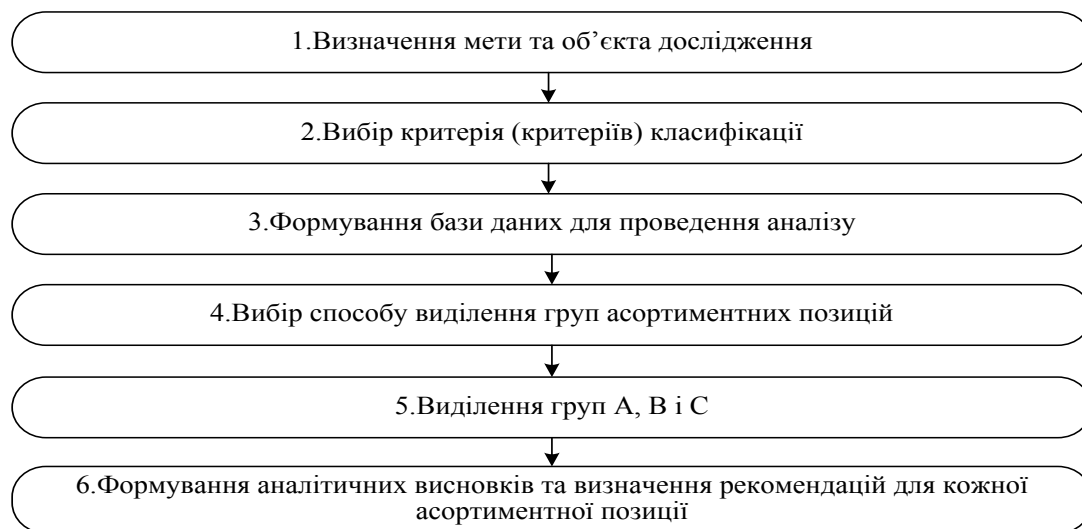 1.Визначення мети та об’єкта дослідження
2.Вибір критерія (критеріїв) класифікації
3.Формування бази даних для проведення аналізу
4.Вибір способу виділення груп асортиментних позицій
5.Виділення груп А, В і С
6.Формування аналітичних висновків та визначення рекомендацій для кожної
асортиментної позиції